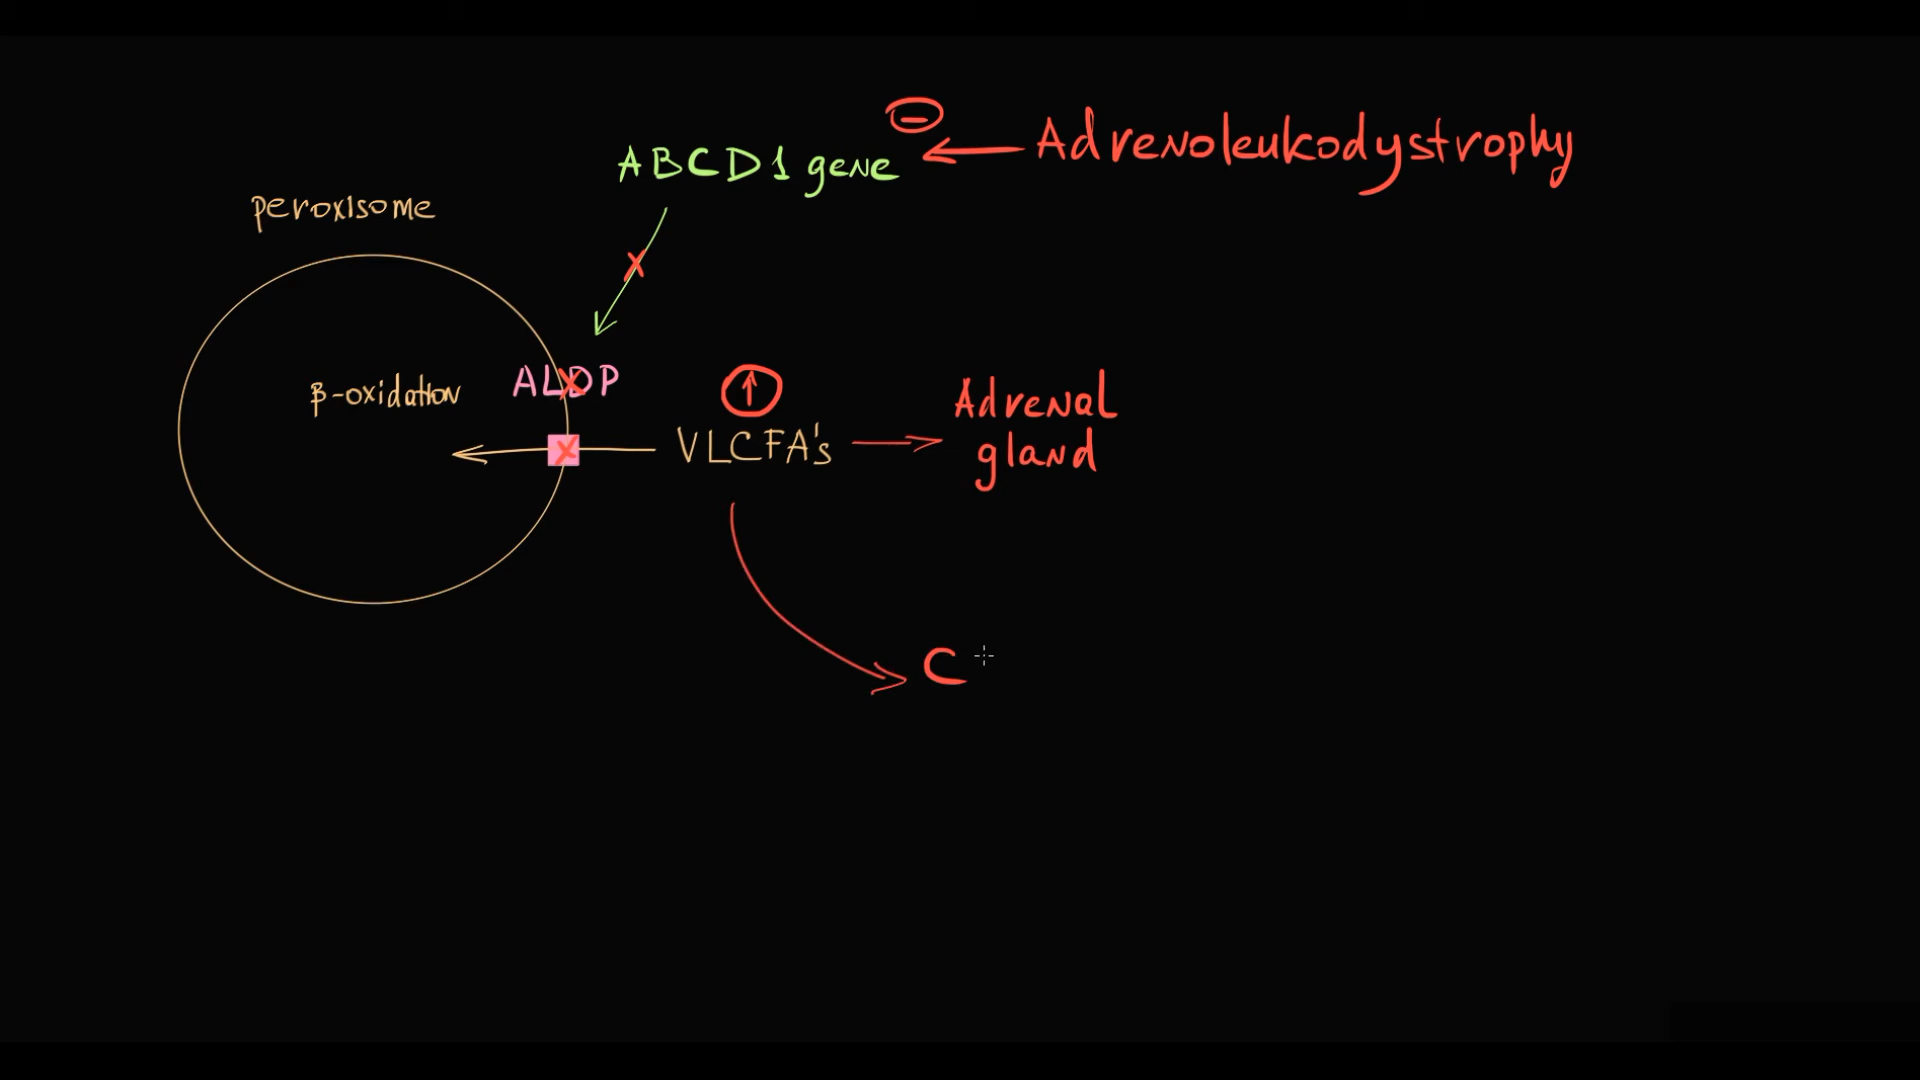 Adrenoleukodystrophy
ABCD1 gene
peroxisome
β-oxidation
ALDP
VLCFA's
Adrenal
gland
C